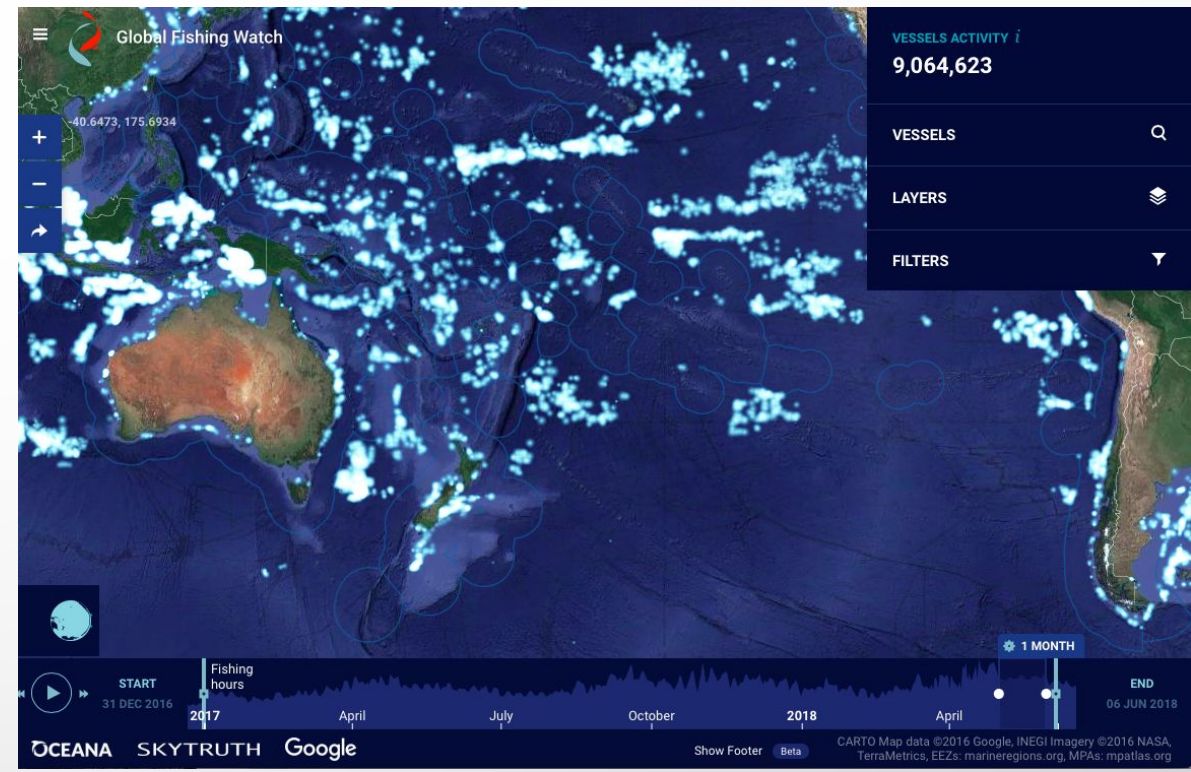 Global Fishing Watch
-40.6473, 175.6934
+
−
VESSELS ACTIVITY i
9,064,623
VESSELS
LAYERS
FILTERS
1 MONTH
START
31 DEC 2016
Fishing
hours
2017
April
July
October
2018
April
END
06 JUN 2018
OCEANA
SKYTRUTH
Google
Show Footer
Beta
CARTO Map data ©2016 Google, INEGI Imagery ©2016 NASA,
TerraMetrics, EEZs: marineregions.org, MPAs: mpatlas.org